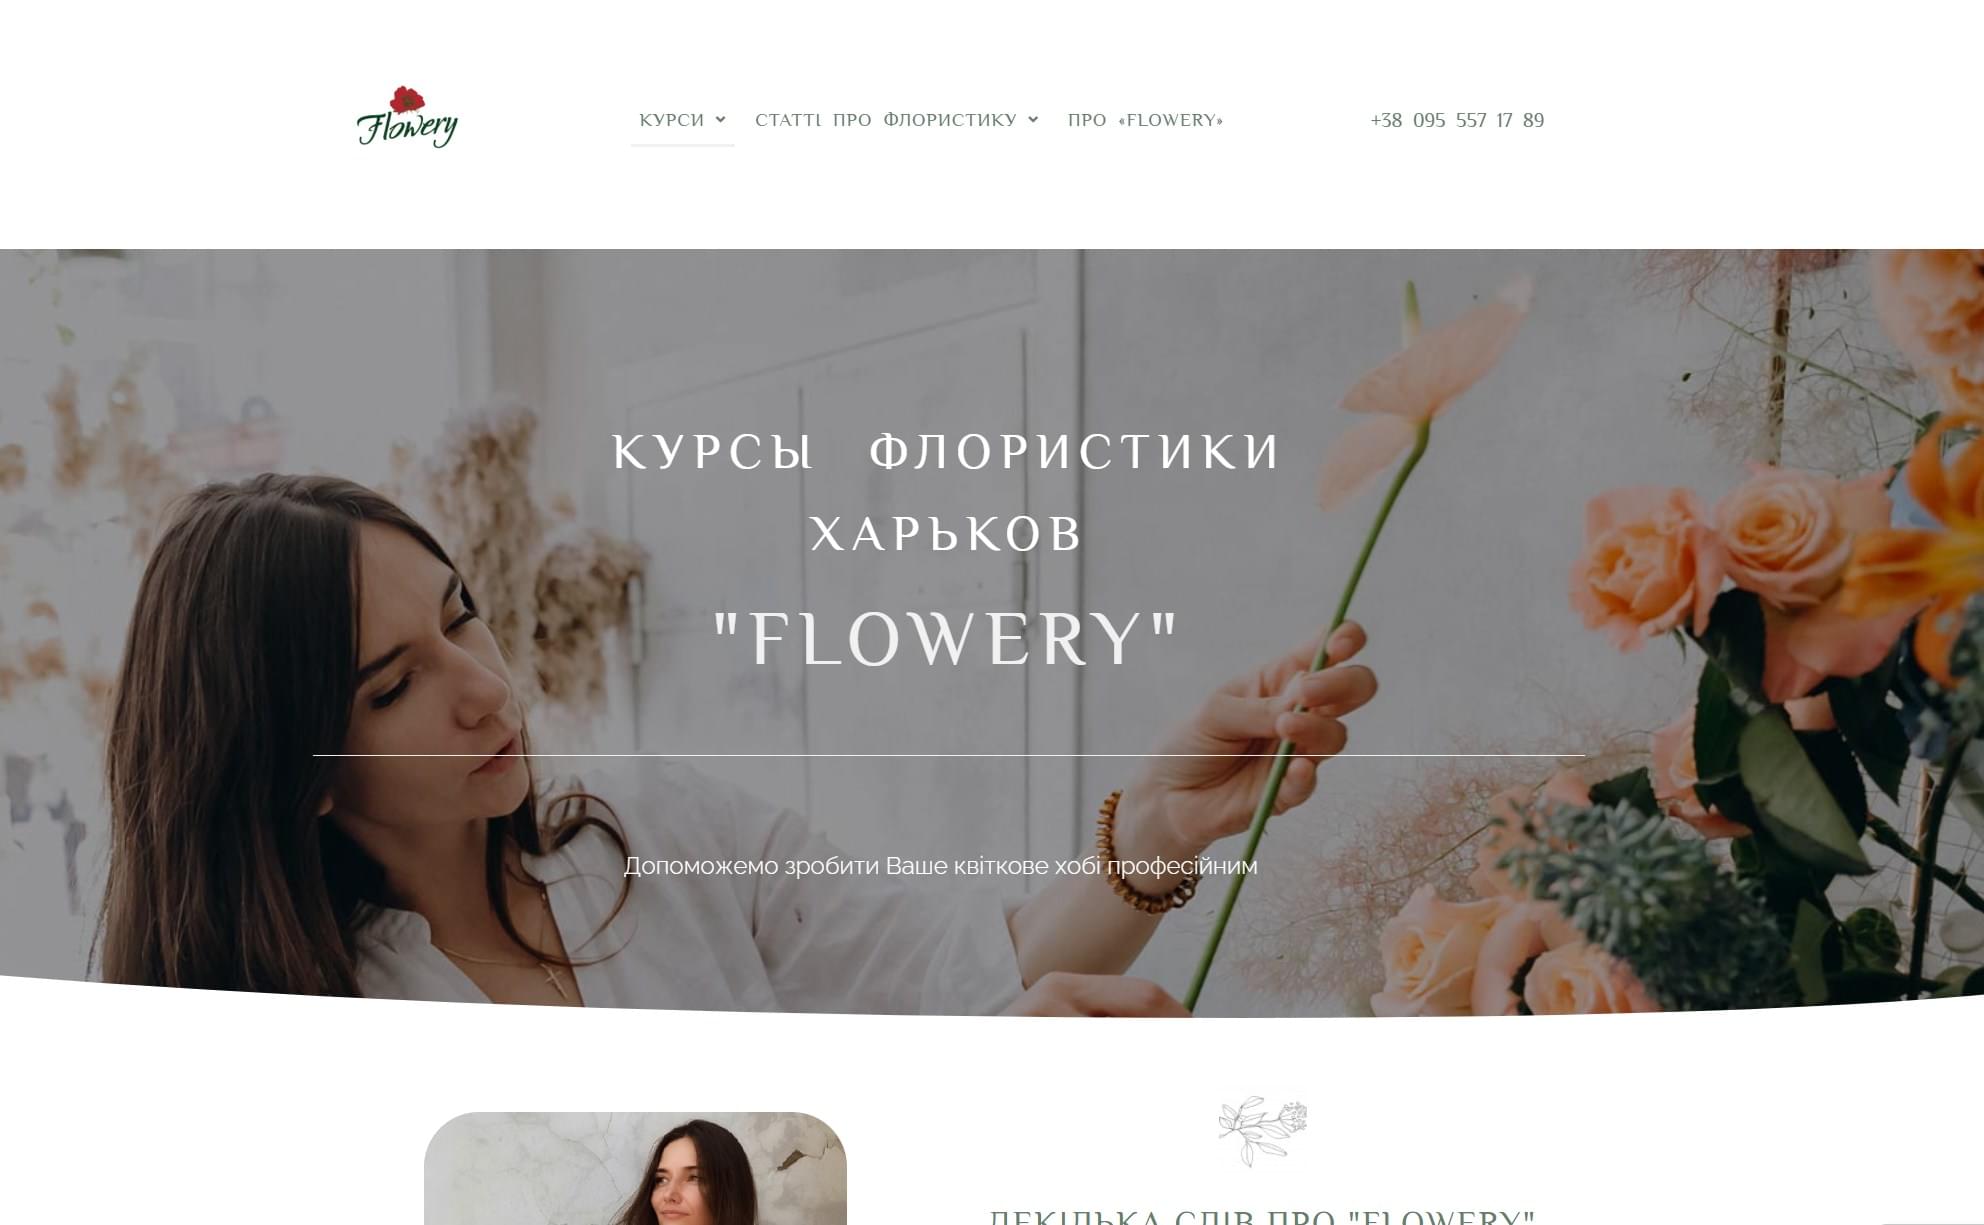 Flowery
КУРСИ
СТАТТІ ПРО ФЛОРИСТИКУ
ПРО «FLOWERY»
+38 095 557 17 89
КУРСЫ ФЛОРИСТИКИ
ХАРЬКОВ
"FLOWERY"
Допоможемо зробити Ваше квіткове хобі професійним
ДЕКІЛЬКА СЛІВ ПРО "FLOWERY"